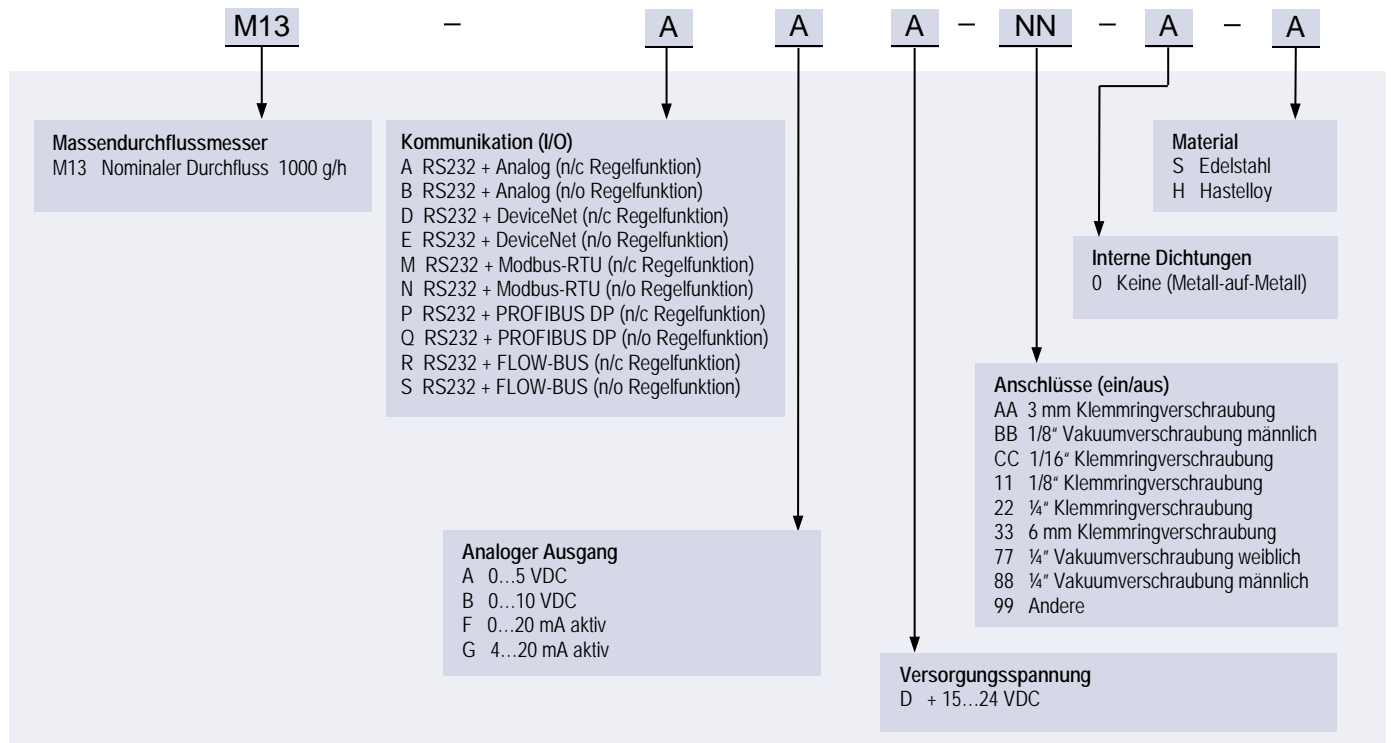 M13 – A A A – NN – A – A
Massendurchflussmesser
M13 Nominaler Durchfluss 1000 g/h
Kommunikation (I/O)
A RS232 + Analog (n/c Regelfunktion)
B RS232 + Analog (n/o Regelfunktion)
D RS232 + DeviceNet (n/c Regelfunktion)
E RS232 + DeviceNet (n/o Regelfunktion)
M RS232 + Modbus-RTU (n/c Regelfunktion)
N RS232 + Modbus-RTU (n/o Regelfunktion)
P RS232 + PROFIBUS DP (n/c Regelfunktion)
Q RS232 + PROFIBUS DP (n/o Regelfunktion)
R RS232 + FLOW-BUS (n/c Regelfunktion)
S RS232 + FLOW-BUS (n/o Regelfunktion)
Material
S Edelstahl
H Hastelloy
Interne Dichtungen
0 Keine (Metall-auf-Metall)
Anschlüsse (ein/aus)
AA 3 mm Klemmringverschraubung
BB 1/8“ Vakuumverschraubung männlich
CC 1/16“ Klemmringverschraubung
11 1/8“ Klemmringverschraubung
22 ¼“ Klemmringverschraubung
33 6 mm Klemmringverschraubung
77 ¼” Vakuumverschraubung weiblich
88 ¼” Vakuumverschraubung männlich
99 Andere
Analoger Ausgang
A 0…5 VDC
B 0…10 VDC
F 0…20 mA aktiv
G 4…20 mA aktiv
Versorgungsspannung
D + 15…24 VDC